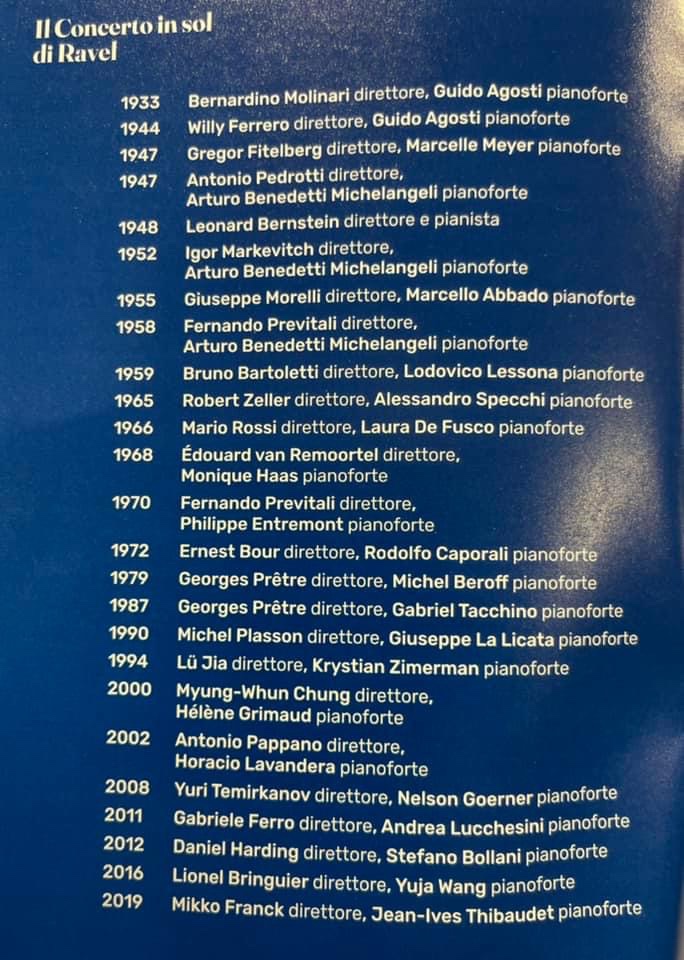 Il Concerto in sol
di Ravel
1933 Bernardino Molinari direttore, Guido Agosti pianoforte
1944 Willy Ferrero direttore, Guido Agosti pianoforte
1947 Gregor Fitelberg direttore, Marcelle Meyer pianoforte
1947 Antonio Pedrotti direttore,
Arturo Benedetti Michelangeli pianoforte
1948 Leonard Bernstein direttore e pianista
1952 Igor Markevitch direttore,
Arturo Benedetti Michelangeli pianoforte
1955 Giuseppe Morelli direttore, Marcello Abbado pianoforte
1958 Fernando Previtali direttore,
Arturo Benedetti Michelangeli pianoforte
1959 Bruno Bartoletti direttore, Lodovico Lessona pianoforte
1965 Robert Zeller direttore, Alessandro Specchi pianoforte
1966 Mario Rossi direttore, Laura De Fusco pianoforte
1968 Édouard van Remoortel direttore,
Monique Haas pianoforte
1970 Fernando Previtali direttore,
Philippe Entremont pianoforte
1972 Ernest Bour direttore, Rodolfo Caporali pianoforte
1979 Georges Prêtre direttore, Michel Beroff pianoforte
1987 Georges Prêtre direttore, Gabriel Tacchino pianoforte
1990 Michel Plasson direttore, Giuseppe La Licata pianoforte
1994 Lü Jia direttore, Krystian Zimerman pianoforte
2000 Myung-Whun Chung direttore,
Hélène Grimaud pianoforte
2002 Antonio Pappano direttore,
Horacio Lavandera pianoforte
2008 Yuri Temirkanov direttore, Nelson Goerner pianoforte
2011 Gabriele Ferro direttore, Andrea Lucchesini pianoforte
2012 Daniel Harding direttore, Stefano Bollani pianoforte
2016 Lionel Bringuier direttore, Yuja Wang pianoforte
2019 Mikko Franck direttore, Jean-Ives Thibaudet pianoforte